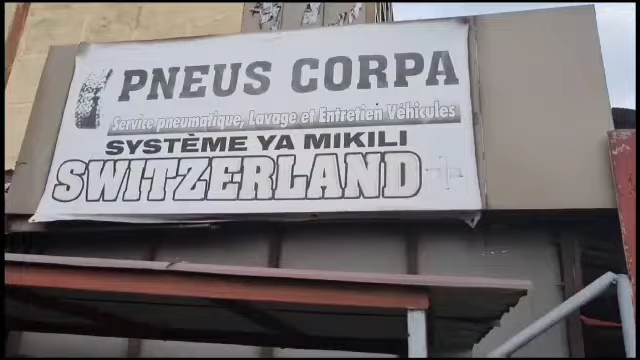 PNEUS CORPA
Service pneumatique, Lavage et Entretien Véhicules
SYSTÈME YA MIKILI
SWITZERLAND